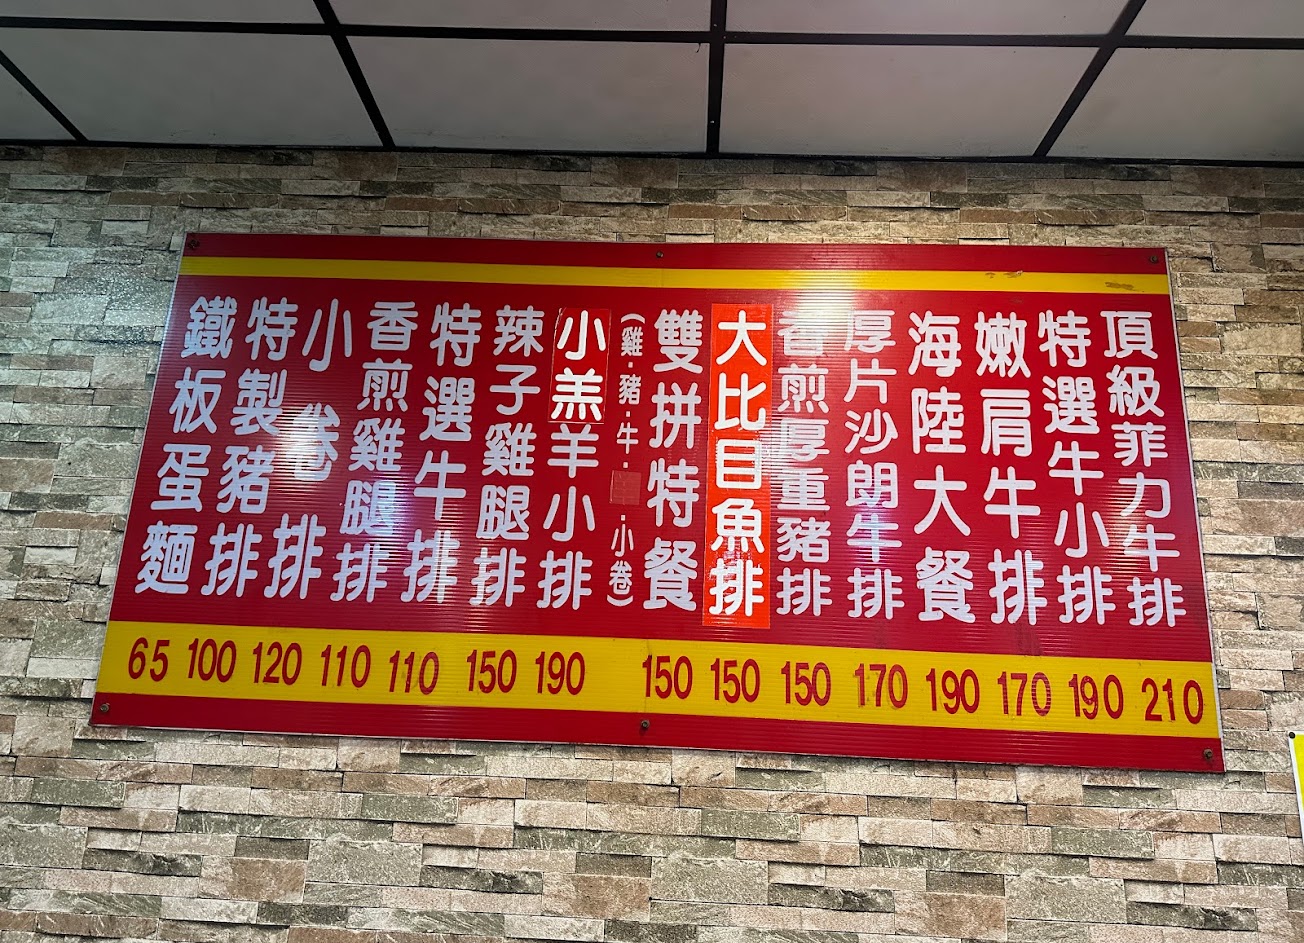 頂級菲力牛排
210
特選牛小排
190
嫩肩牛排
170
海陸大餐
190
厚片沙朗牛排
170
香煎厚重豬排
150
大比目魚排
150
雙拼特餐
(雞.豬.牛. .小卷)
150
小羔羊小排
190
辣子雞腿排
150
特選牛排
110
香煎雞腿排
110
小卷排
120
特製豬排
100
鐵板蛋麵
65